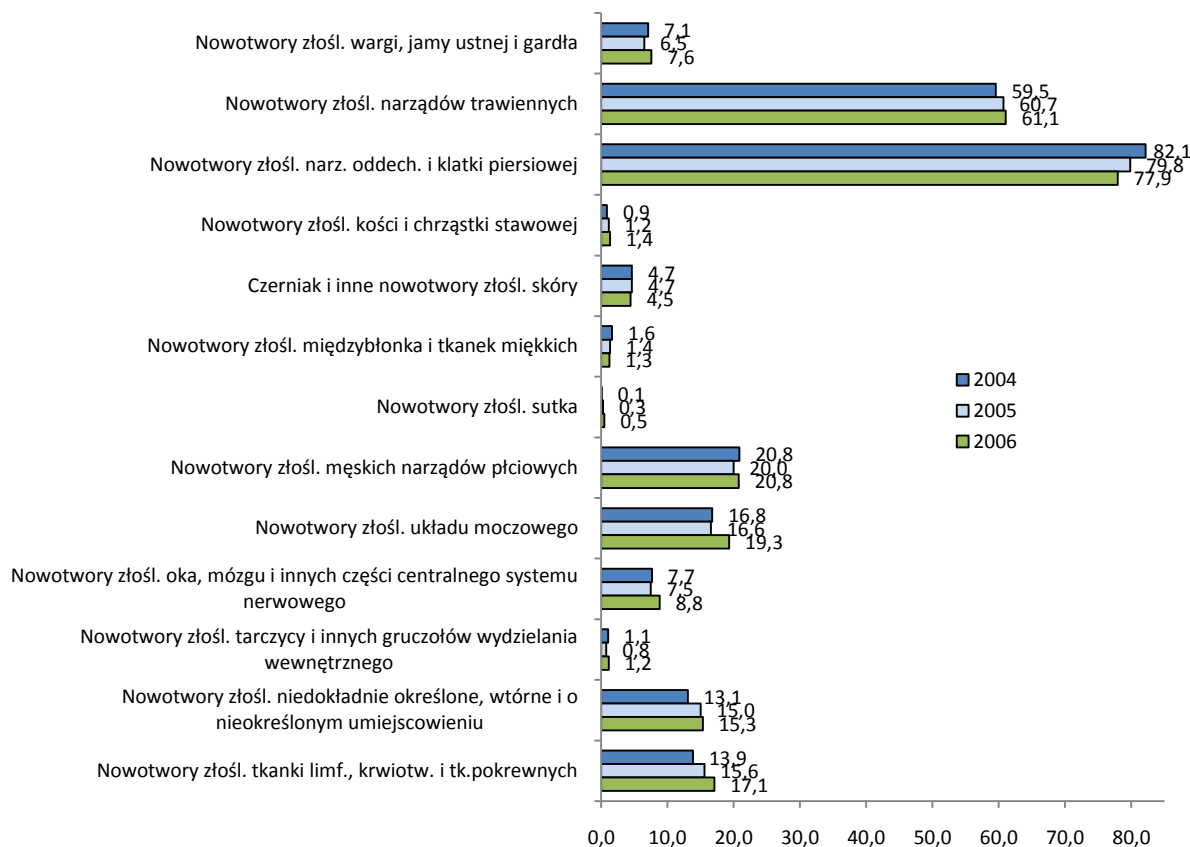 Nowotwory złośl. wargi, jamy ustnej i gardła
7,1
6,5
7,6
Nowotwory złośl. narządów trawiennych
59,5
60,7
61,1
Nowotwory złośl. narz. oddech. i klatki piersiowej
82,1
79,8
77,9
Nowotwory złośl. kości i chrząstki stawowej
0,9
1,2
1,4
Czerniak i inne nowotwory złośl. skóry
4,7
4,7
4,5
Nowotwory złośl. międzybłonka i tkanek miękkich
1,6
1,4
1,3
Nowotwory złośl. sutka
0,1
0,3
0,5
Nowotwory złośl. męskich narządów płciowych
20,8
20,0
20,8
Nowotwory złośl. układu moczowego
16,8
16,6
19,3
Nowotwory złośl. oka, mózgu i innych części centralnego systemu
nerwowego
7,7
7,5
8,8
Nowotwory złośl. tarczycy i innych gruczołów wydzielania
wewnętrznego
1,1
0,8
1,2
Nowotwory złośl. niedokładnie określone, wtórne i o
nieokreślonym umiejscowieniu
13,1
15,0
15,3
Nowotwory złośl. tkanki limf., krwiotw. i tk.pokrewnych
13,9
15,6
17,1
2004
2005
2006
0,0 10,0 20,0 30,0 40,0 50,0 60,0 70,0 80,0